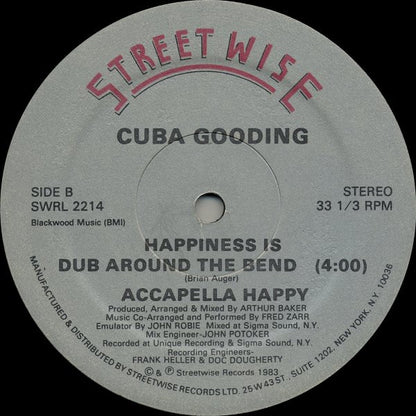 STREETWISE
CUBA GOODING
SIDE B
SWRL 2214
Blackwood Music (BMI)
STEREO
33 1/3 RPM
HAPPINESS IS
DUB AROUND THE BEND (4:00)
(Brian Auger)
ACCAPELLA HAPPY
Produced, Arranged & Mixed By ARTHUR BAKER
Music Co-Arranged and Performed By FRED ZARR
Emulator By JOHN ROBIE Mixed at Sigma Sound, N.Y.
Mix Engineer-JOHN POTOKER
Recorded at Unique Recording & Sigma Sound, N.Y.
Recording Engineers-
FRANK HELLER & DOC DOUGHERTY
© & Ⓟ Streetwise Records 1983
MANUFACTURED & DISTRIBUTED BY STREETWISE RECORDS LTD. 25 W 43 ST., SUITE 1202, NEW YORK, N.Y. 10036